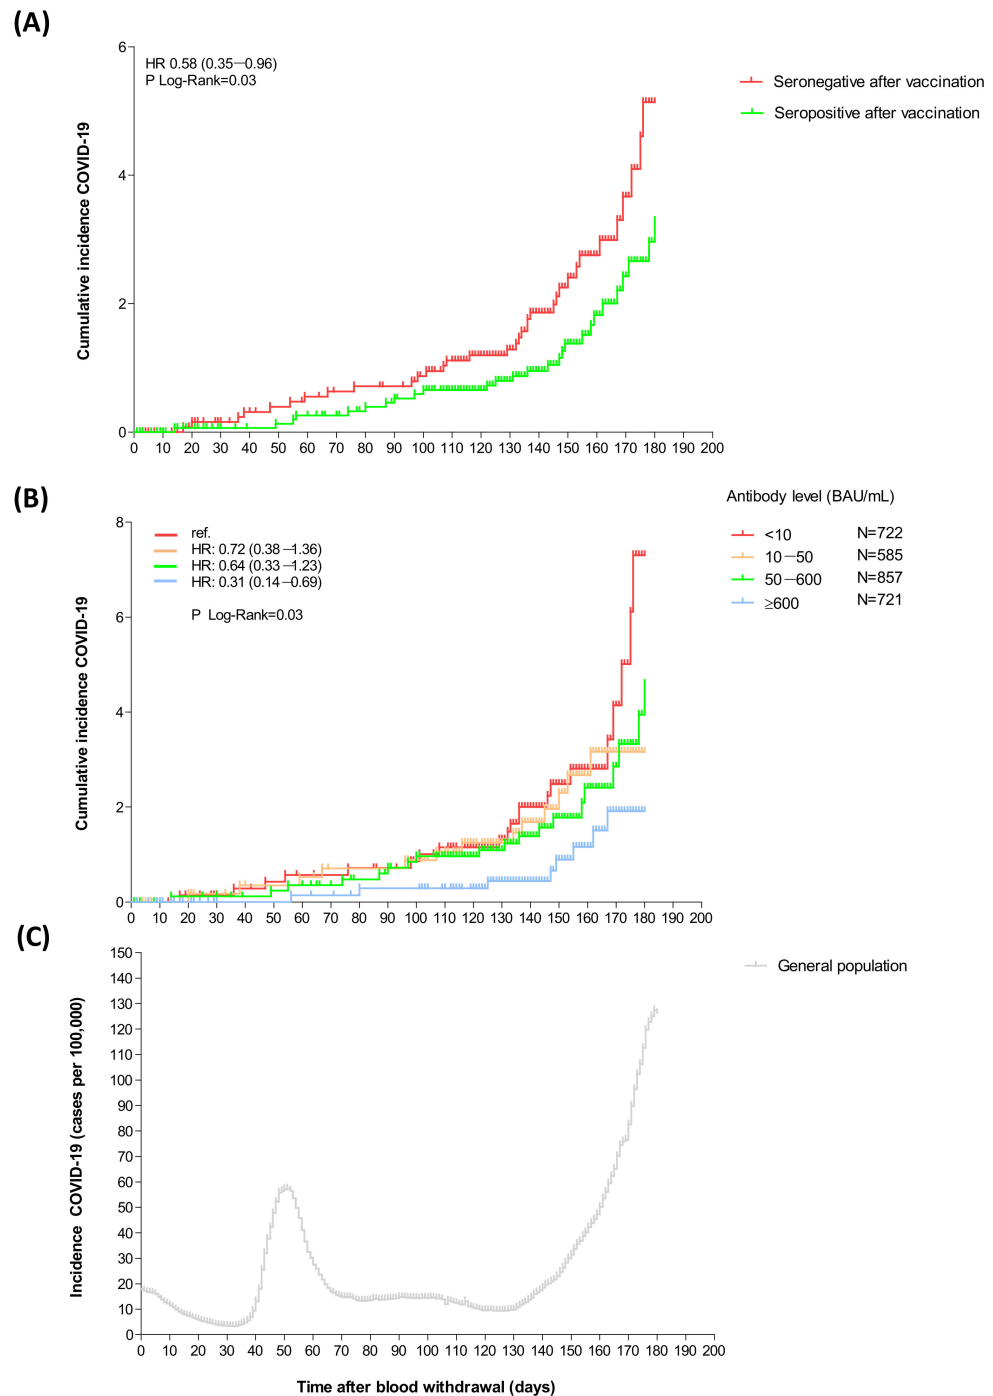 (A)
HR 0.58 (0.35—0.96)
P Log-Rank=0.03
Seronegative after vaccination
Seropositive after vaccination
Cumulative incidence COVID-19
6
4
2
0
0 10 20 30 40 50 60 70 80 90 100 110 120 130 140 150 160 170 180 190 200
(B)
Antibody level (BAU/mL)
ref.
HR: 0.72 (0.38—1.36)
HR: 0.64 (0.33—1.23)
HR: 0.31 (0.14—0.69)
P Log-Rank=0.03
<10 N=722
10—50 N=585
50—600 N=857
≥600 N=721
Cumulative incidence COVID-19
8
6
4
2
0
0 10 20 30 40 50 60 70 80 90 100 110 120 130 140 150 160 170 180 190 200
(C)
General population
Incidence COVID-19 (cases per 100,000)
150
140
130
120
110
100
90
80
70
60
50
40
30
20
10
0
0 10 20 30 40 50 60 70 80 90 100 110 120 130 140 150 160 170 180 190 200
Time after blood withdrawal (days)